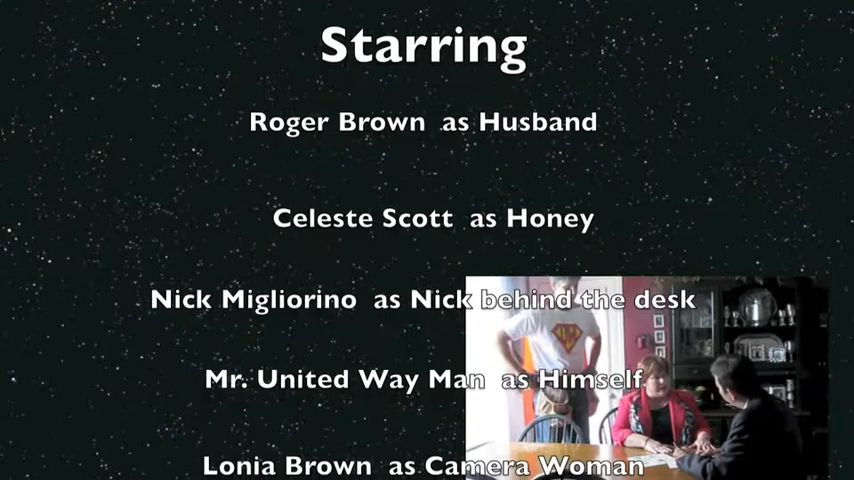 Starring
Roger Brown as Husband
Celeste Scott as Honey
Nick Migliorino as Nick behind the desk
Mr. United Way Man as Himself
Lonia Brown as Camera Woman